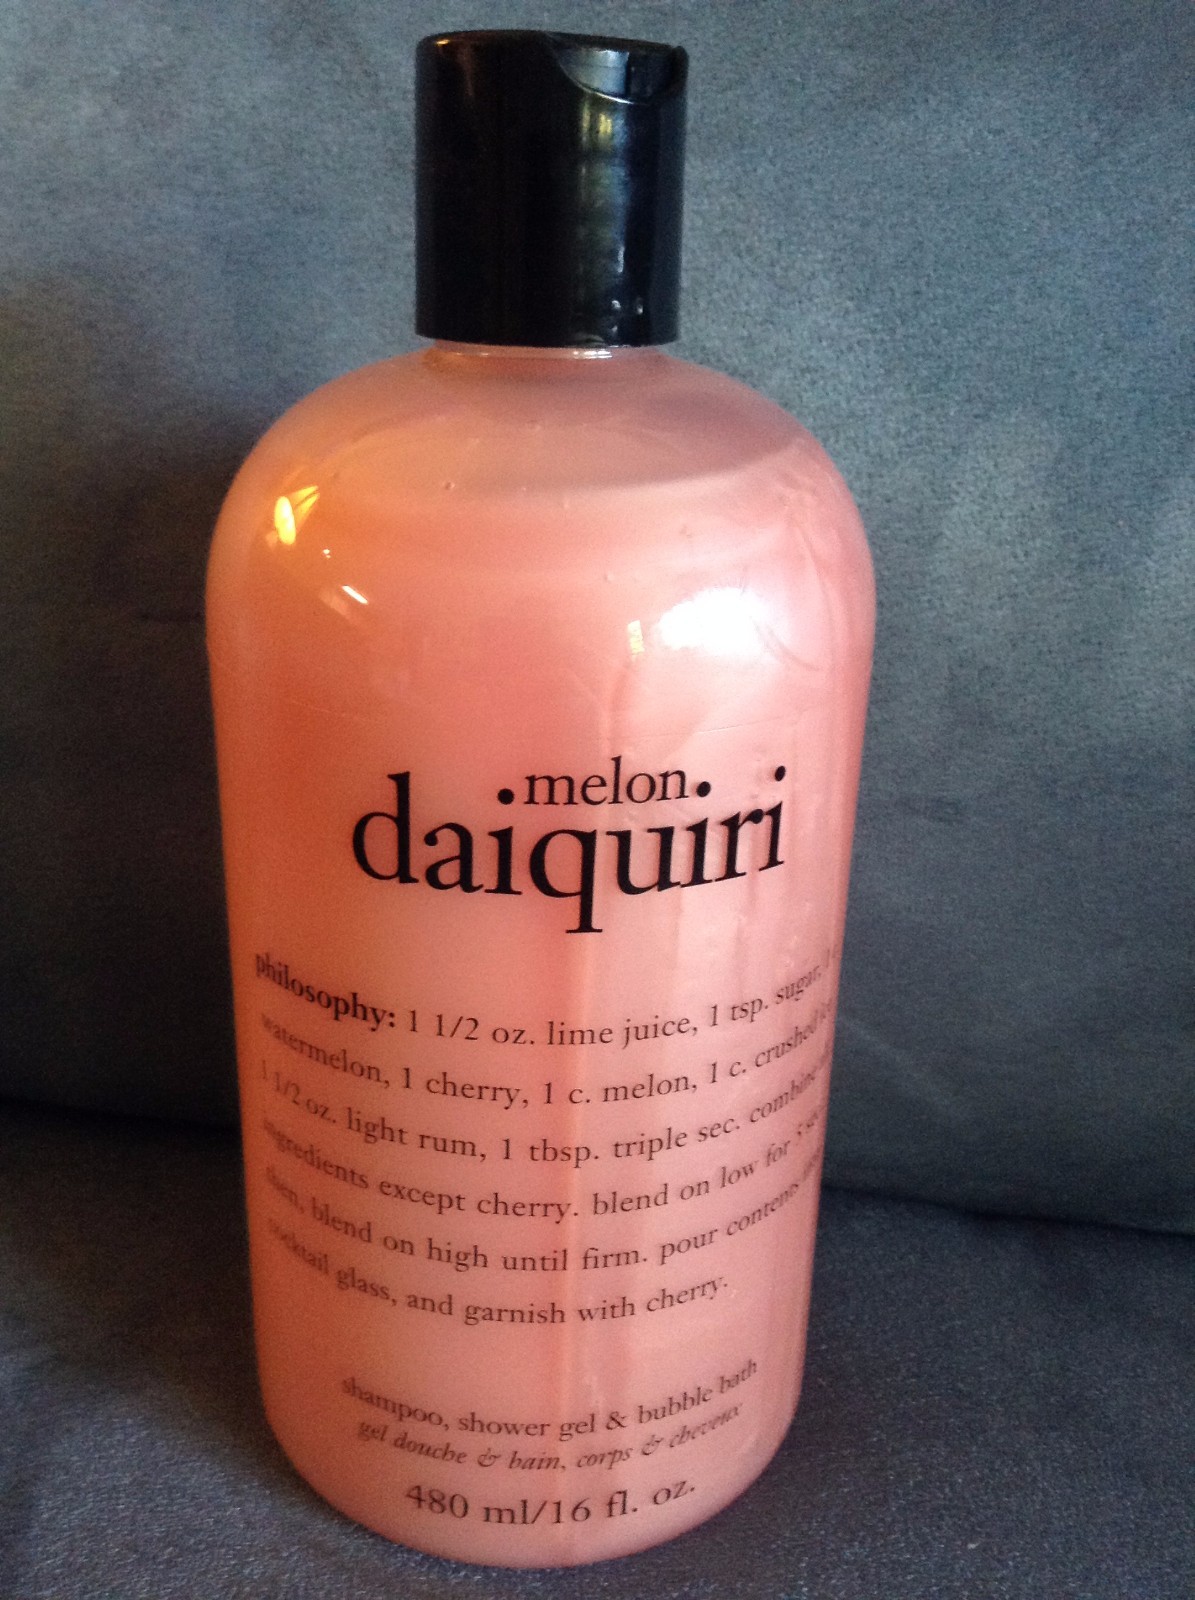 melon
daiquiri
philosophy: 1 1/2 oz. lime juice, 1 tsp. sugar,
watermelon, 1 cherry, 1 c. melon, 1 c. crushed
1 1/2 oz. light rum, 1 tbsp. triple sec. combine
ingredients except cherry. blend on low for 5
then, blend on high until firm. pour contents
cocktail glass, and garnish with cherry.
shampoo, shower gel & bubble bath
gel douche & bain, corps & cheveux
480 ml/16 fl. oz.